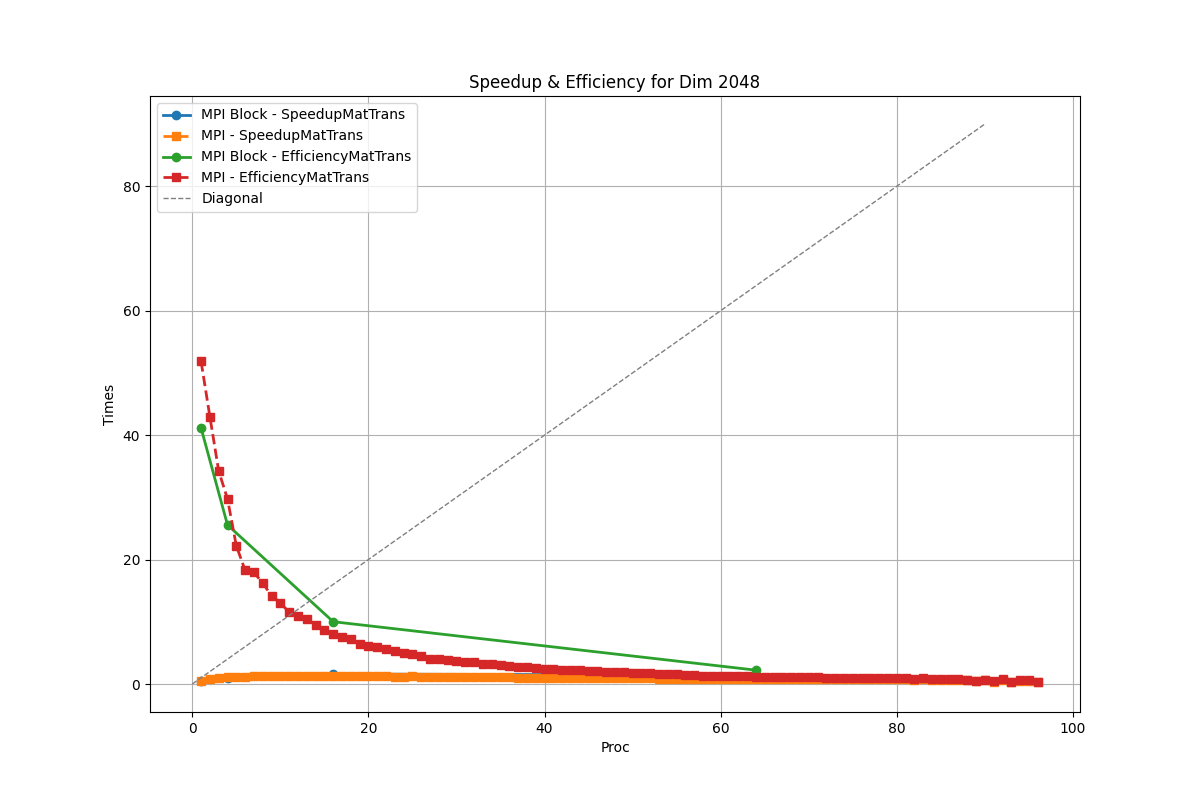 Speedup & Efficiency for Dim 2048
MPI Block - SpeedupMatTrans
MPI - SpeedupMatTrans
MPI Block - EfficiencyMatTrans
MPI - EfficiencyMatTrans
Diagonal
Times
80
60
40
20
0
0 20 40 60 80 100
Proc